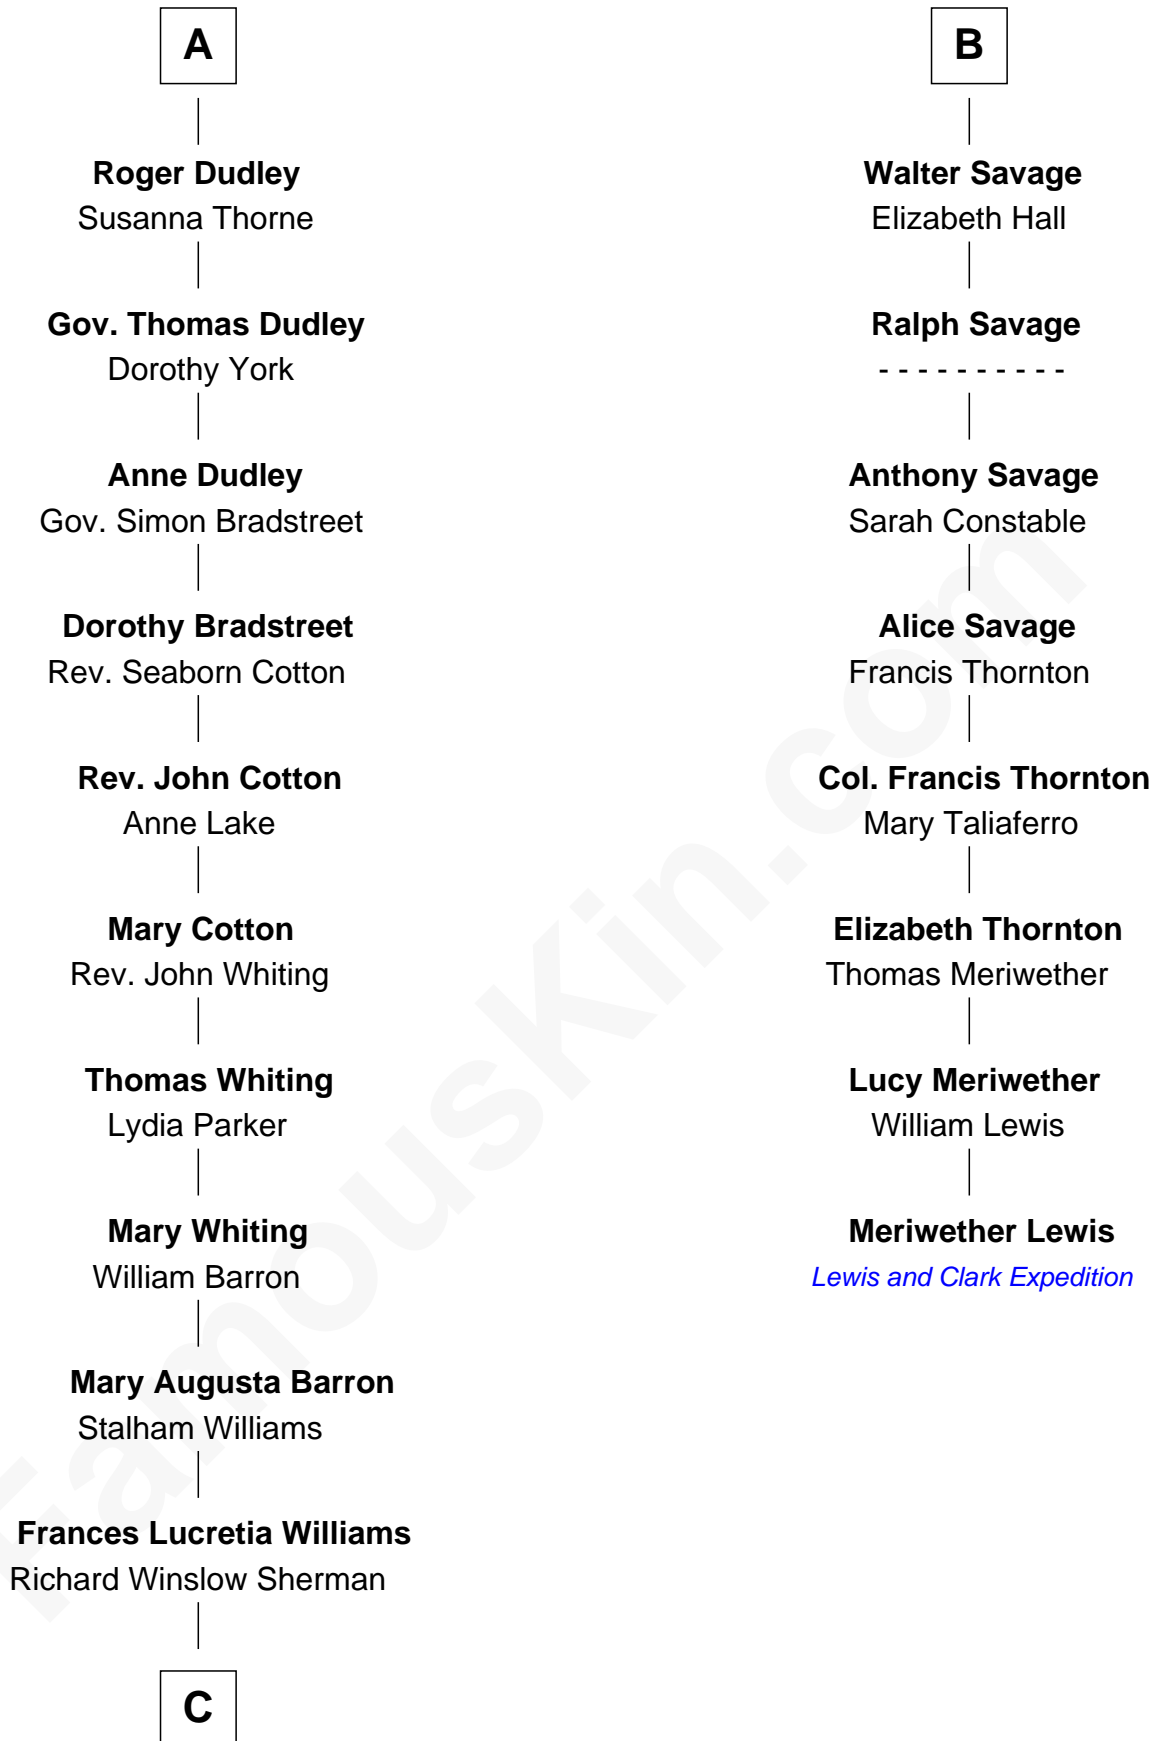 A
Roger Dudley
Susanna Thorne
Gov. Thomas Dudley
Dorothy York
Anne Dudley
Gov. Simon Bradstreet
Dorothy Bradstreet
Rev. Seaborn Cotton
Rev. John Cotton
Anne Lake
Mary Cotton
Rev. John Whiting
Thomas Whiting
Lydia Parker
Mary Whiting
William Barron
Mary Augusta Barron
Stalham Williams
Frances Lucretia Williams
Richard Winslow Sherman
C
B
Walter Savage
Elizabeth Hall
Ralph Savage
- - - - - - - - - -
Anthony Savage
Sarah Constable
Alice Savage
Francis Thornton
Col. Francis Thornton
Mary Taliaferro
Elizabeth Thornton
Thomas Meriwether
Lucy Meriwether
William Lewis
Meriwether Lewis
Lewis and Clark Expedition
FamousKin.com